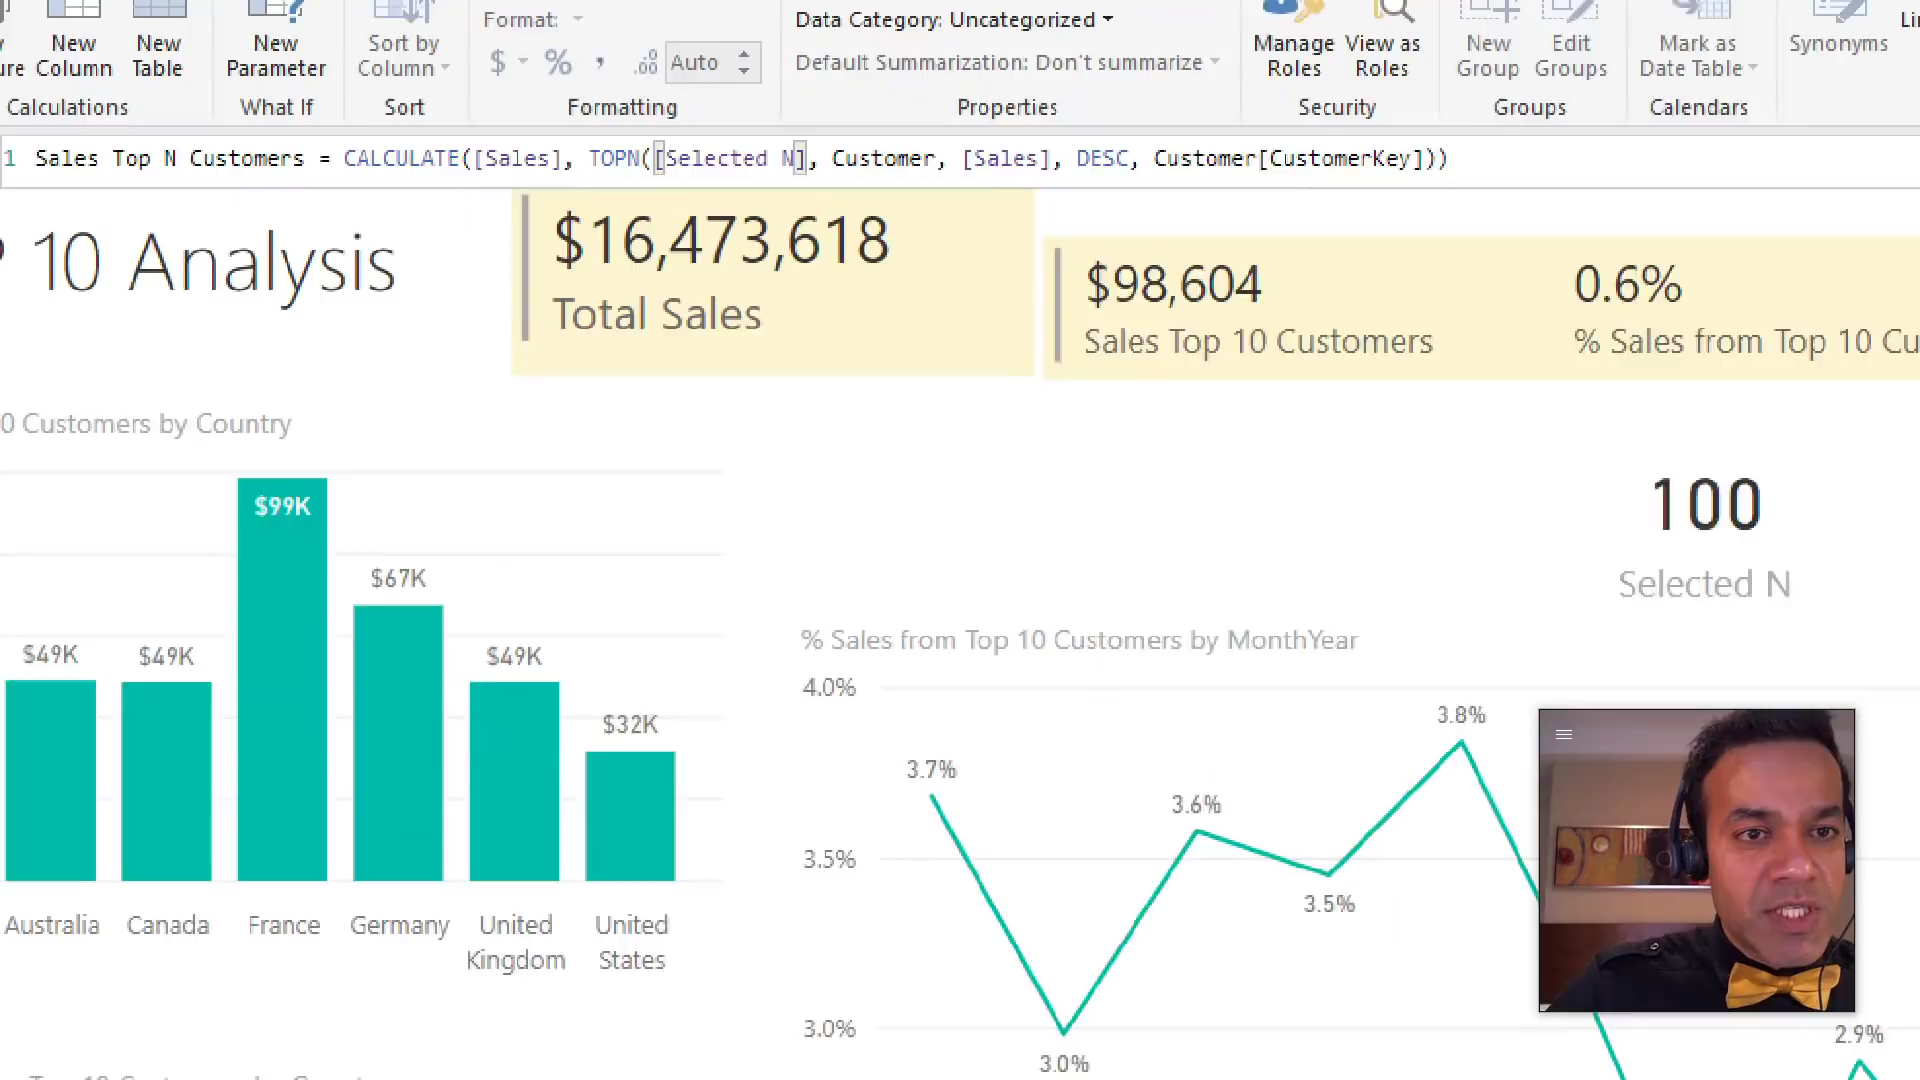 Format:
Data Category: Uncategorized
New Column
New Table
New Parameter
Sort by Column
$ % , .00 Auto
Default Summarization: Don't summarize
Manage Roles
View as Roles
New Group
Edit Groups
Mark as Date Table
Synonyms
Calculations
What If
Sort
Formatting
Properties
Security
Groups
Calendars
1 Sales Top N Customers = CALCULATE([Sales], TOPN([Selected N], Customer, [Sales], DESC, Customer[CustomerKey]))
10 Analysis
$16,473,618
Total Sales
$98,604
Sales Top 10 Customers
0.6%
% Sales from Top 10 Cu
0 Customers by Country
$99K
$67K
$49K
$49K
$49K
$32K
Australia
Canada
France
Germany
United Kingdom
United States
100
Selected N
% Sales from Top 10 Customers by MonthYear
4.0%
3.8%
3.7%
3.6%
3.5%
3.5%
3.0%
3.0%
2.9%